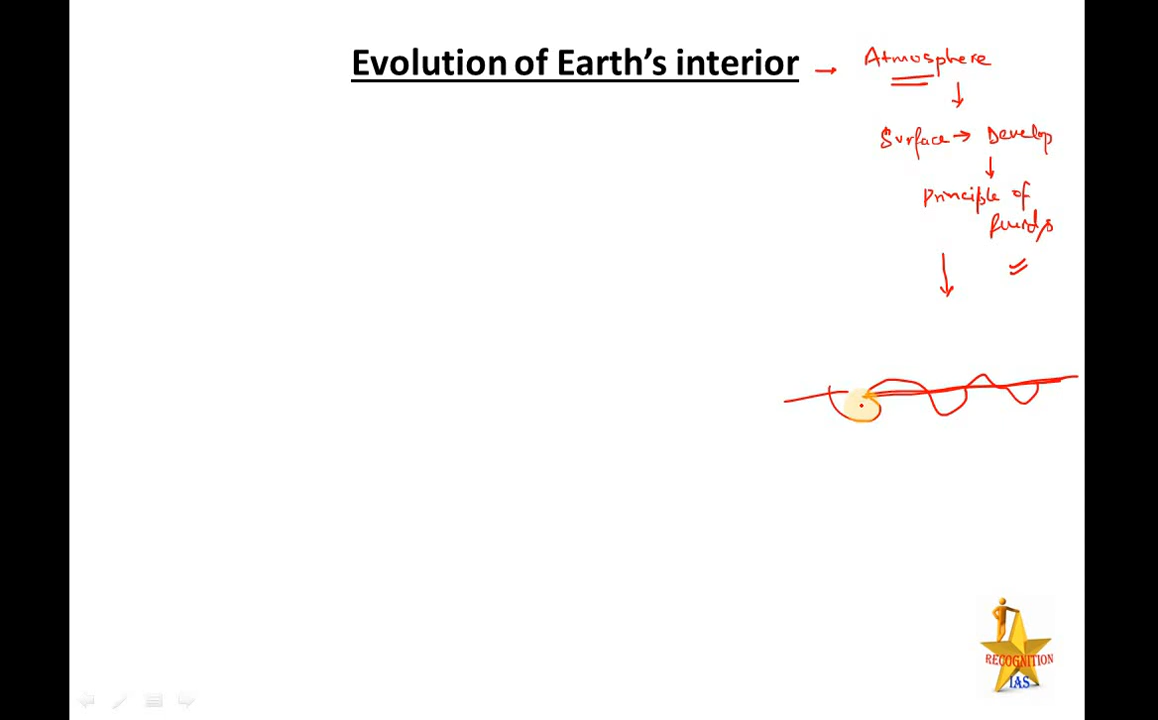 Evolution of Earth's interior → Atmosphere
↓
Surface → Develop
↓
Principle of
fluids
↓
RECOGNITION
IAS